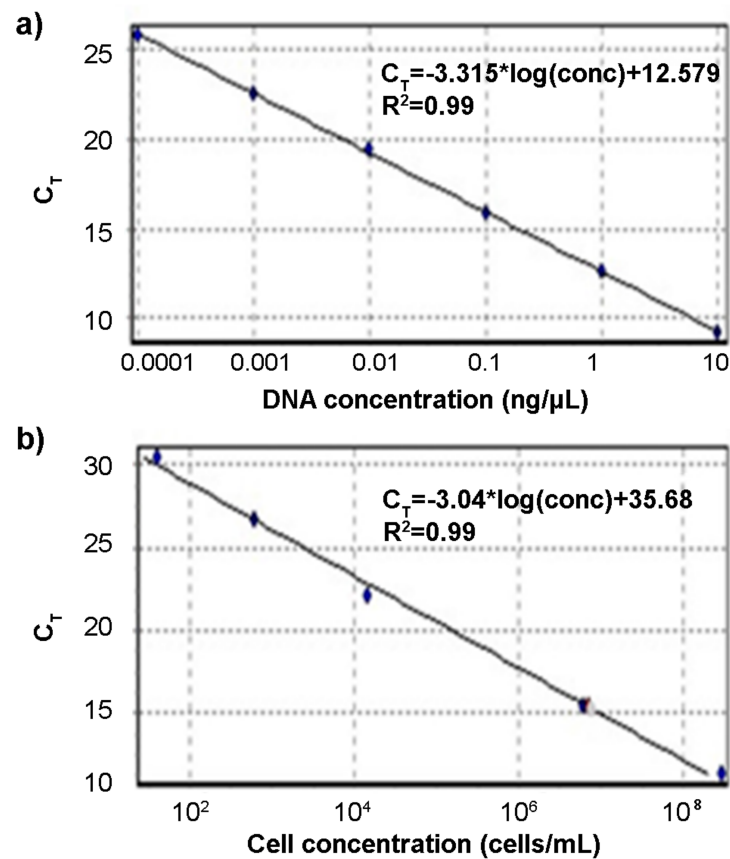 a)
25
20
15
10
C_T
C_T=-3.315*log(conc)+12.579
R²=0.99
0.0001 0.001 0.01 0.1 1 10
DNA concentration (ng/µL)
b)
30
25
20
15
10
C_T
C_T=-3.04*log(conc)+35.68
R²=0.99
10² 10⁴ 10⁶ 10⁸
Cell concentration (cells/mL)